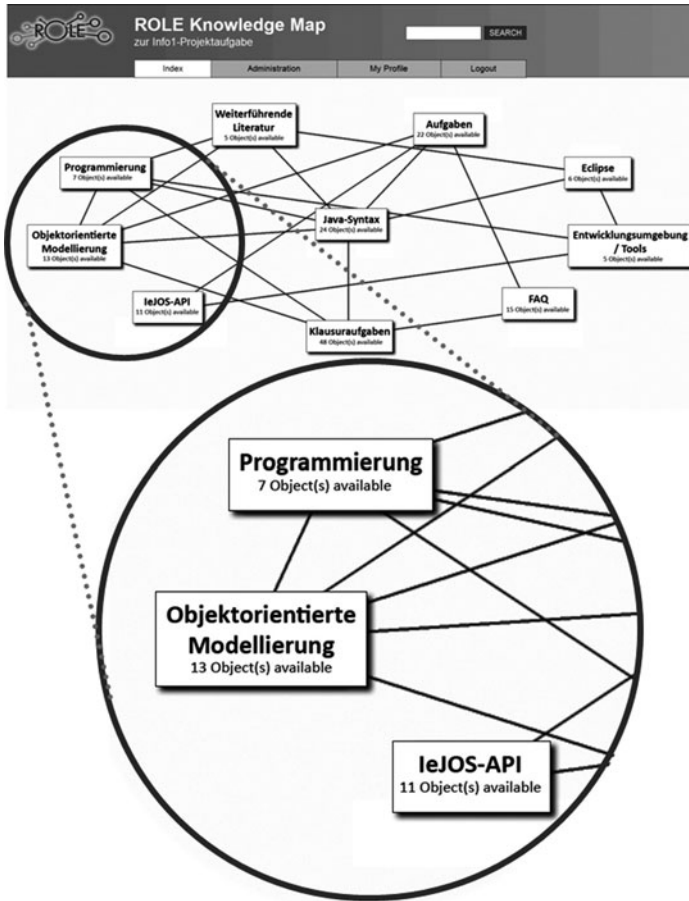 ROLE
ROLE Knowledge Map
zur Info1-Projektaufgabe
SEARCH
Index
Administration
My Profile
Logout
Weiterführende
Literatur
5 Object(s) available
Aufgaben
22 Object(s) available
Programmierung
7 Object(s) available
Eclipse
6 Object(s) available
Java-Syntax
24 Object(s) available
Objektorientierte
Modellierung
13 Object(s) available
Entwicklungsumgebung
/ Tools
5 Object(s) available
leJOS-API
11 Object(s) available
FAQ
15 Object(s) available
Klausuraufgaben
48 Object(s) available
Programmierung
7 Object(s) available
Objektorientierte
Modellierung
13 Object(s) available
leJOS-API
11 Object(s) available